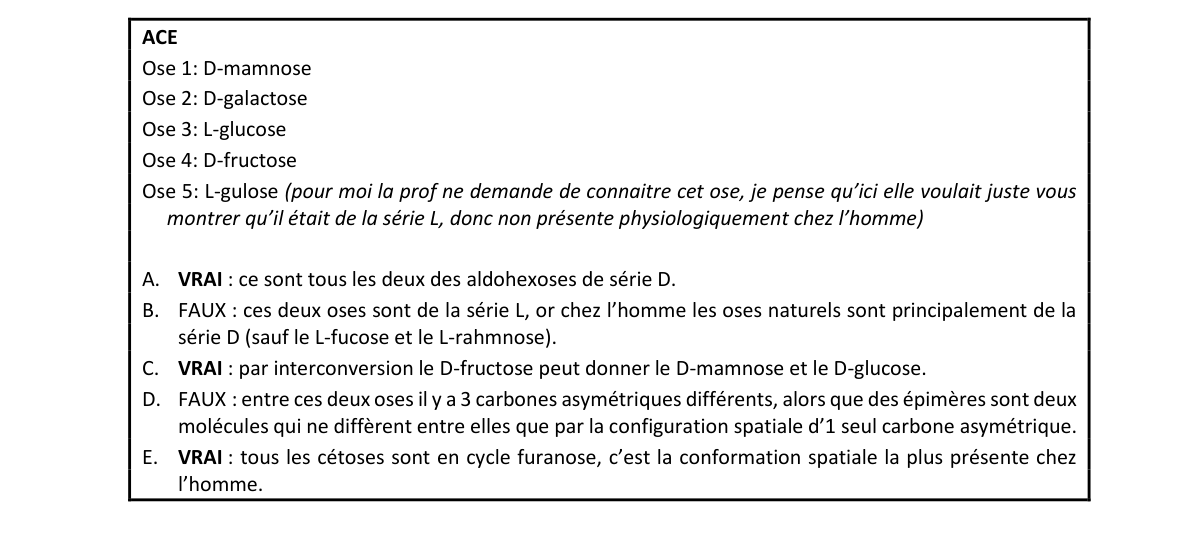 ACE
Ose 1: D-mamnose
Ose 2: D-galactose
Ose 3: L-glucose
Ose 4: D-fructose
Ose 5: L-gulose (pour moi la prof ne demande de connaitre cet ose, je pense qu’ici elle voulait juste vous
montrer qu’il était de la série L, donc non présente physiologiquement chez l’homme)
A. VRAI : ce sont tous les deux des aldohexoses de série D.
B. FAUX : ces deux oses sont de la série L, or chez l’homme les oses naturels sont principalement de la
série D (sauf le L-fucose et le L-rahmnose).
C. VRAI : par interconversion le D-fructose peut donner le D-mamnose et le D-glucose.
D. FAUX : entre ces deux oses il y a 3 carbones asymétriques différents, alors que des épimères sont deux
molécules qui ne diffèrent entre elles que par la configuration spatiale d’1 seul carbone asymétrique.
E. VRAI : tous les cétoses sont en cycle furanose, c’est la conformation spatiale la plus présente chez
l’homme.